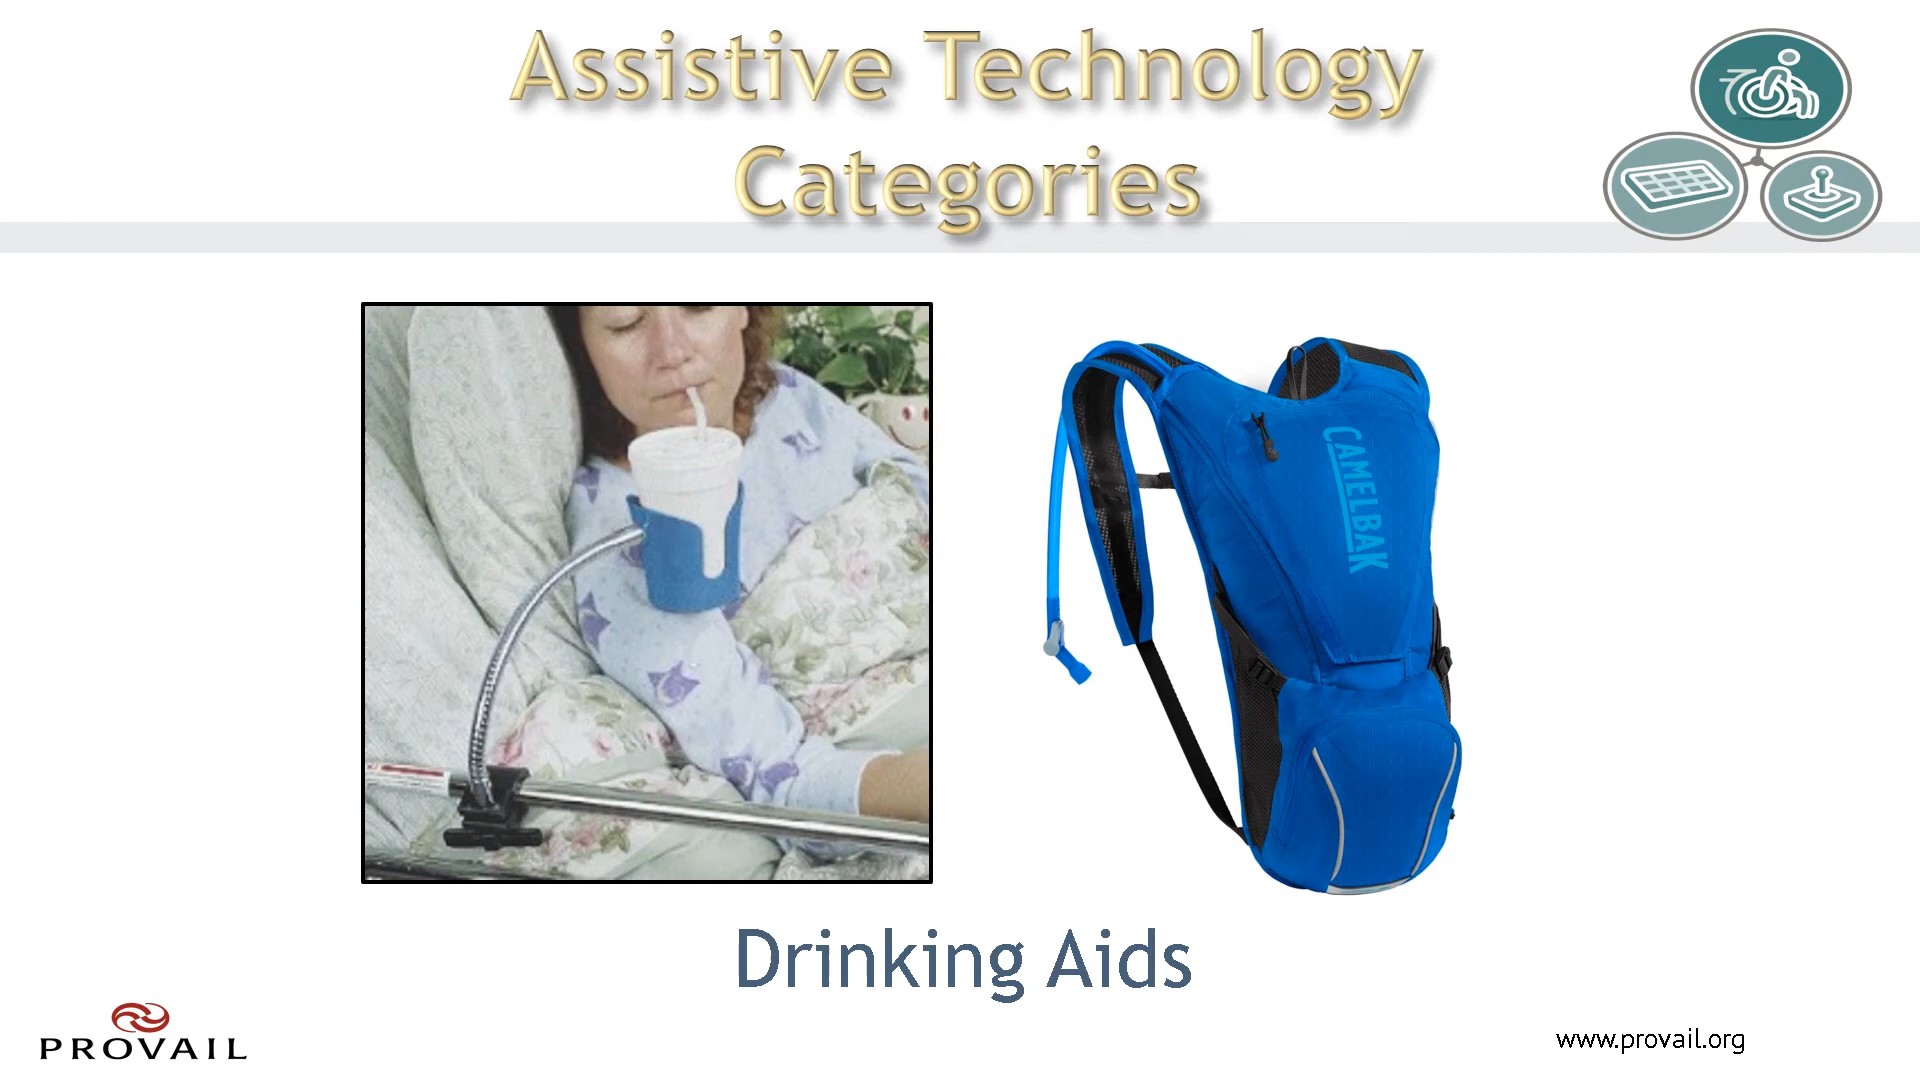 Assistive Technology
Categories
CAMELBAK
Drinking Aids
PROVAIL
www.provail.org